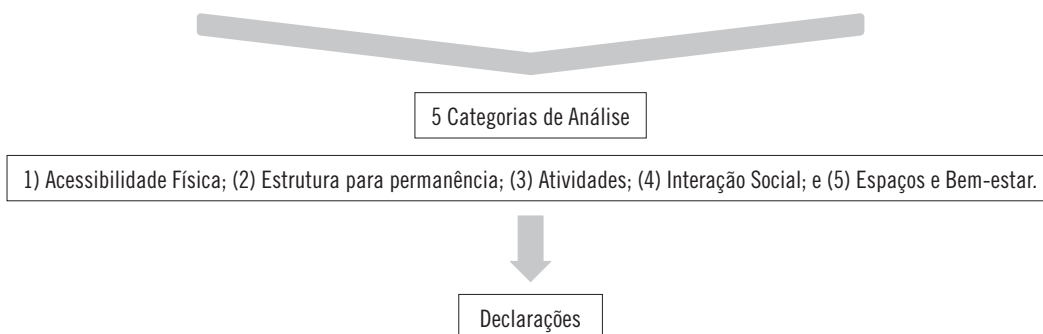 5 Categorias de Análise
1) Acessibilidade Física; (2) Estrutura para permanência; (3) Atividades; (4) Interação Social; e (5) Espaços e Bem-estar.
Declarações